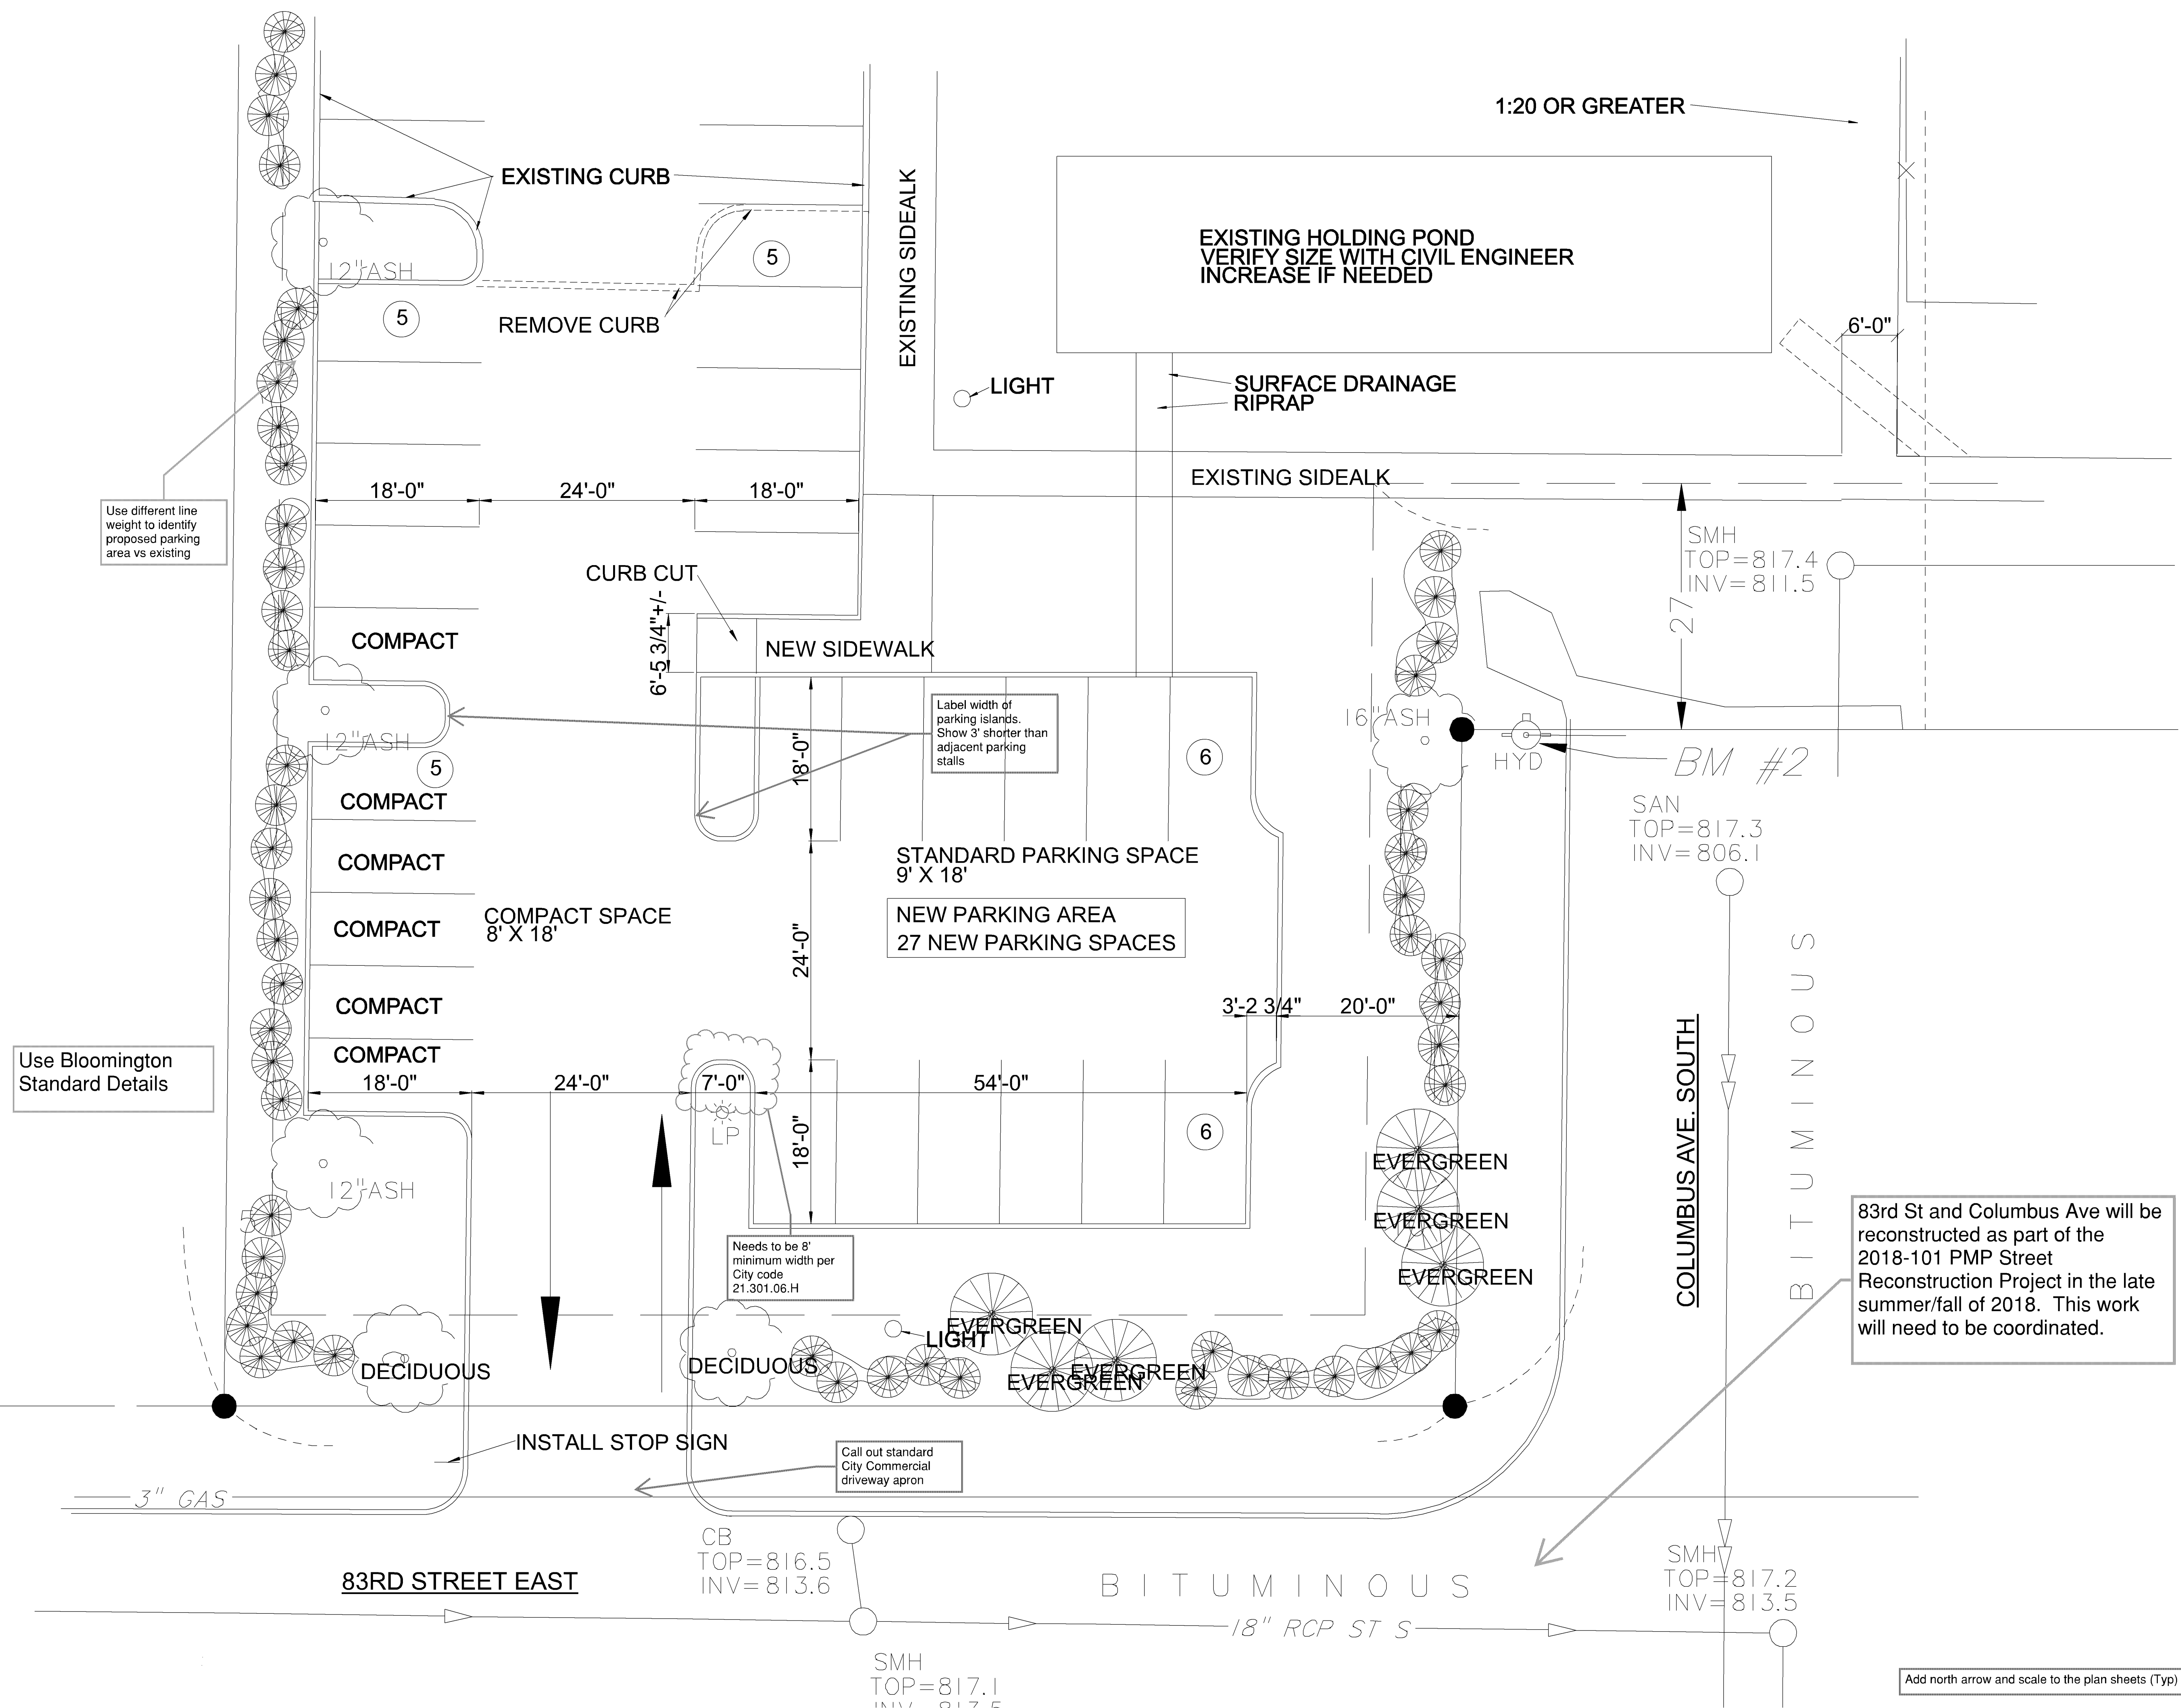 1:20 OR GREATER
EXISTING CURB
EXISTING SIDEALK
5
EXISTING HOLDING POND
VERIFY SIZE WITH CIVIL ENGINEER
INCREASE IF NEEDED
12"ASH
5
REMOVE CURB
6'-0"
LIGHT
SURFACE DRAINAGE
RIPRAP
EXISTING SIDEALK
18'-0"
24'-0"
18'-0"
Use different line
weight to identify
proposed parking
area vs existing
SMH
TOP=817.4
INV=811.5
27
CURB CUT
6'-5 3/4"+/-
COMPACT
NEW SIDEWALK
Label width of
parking islands.
Show 3' shorter than
adjacent parking
stalls
12"ASH
5
18'-0"
6
16"ASH
HYD
BM #2
COMPACT
SAN
TOP=817.3
INV=806.1
COMPACT
STANDARD PARKING SPACE
9' X 18'
COMPACT
COMPACT SPACE
8' X 18'
NEW PARKING AREA
27 NEW PARKING SPACES
24'-0"
BITUMINOUS
COMPACT
3'-2 3/4"
20'-0"
COLUMBUS AVE. SOUTH
Use Bloomington
Standard Details
COMPACT
18'-0"
24'-0"
7'-0"
54'-0"
LP
18'-0"
6
12"ASH
EVERGREEN
EVERGREEN
EVERGREEN
Needs to be 8'
minimum width per
City code
21.301.06.H
83rd St and Columbus Ave will be
reconstructed as part of the
2018-101 PMP Street
Reconstruction Project in the late
summer/fall of 2018. This work
will need to be coordinated.
EVERGREEN
LIGHT
DECIDUOUS
DECIDUOUS
EVERGREEN
EVERGREEN
INSTALL STOP SIGN
Call out standard
City Commercial
driveway apron
3" GAS
CB
TOP=816.5
INV=813.6
83RD STREET EAST
BITUMINOUS
SMH
TOP=817.2
INV=813.5
18" RCP ST S
SMH
TOP=817.1
INV=813.5
Add north arrow and scale to the plan sheets (Typ)